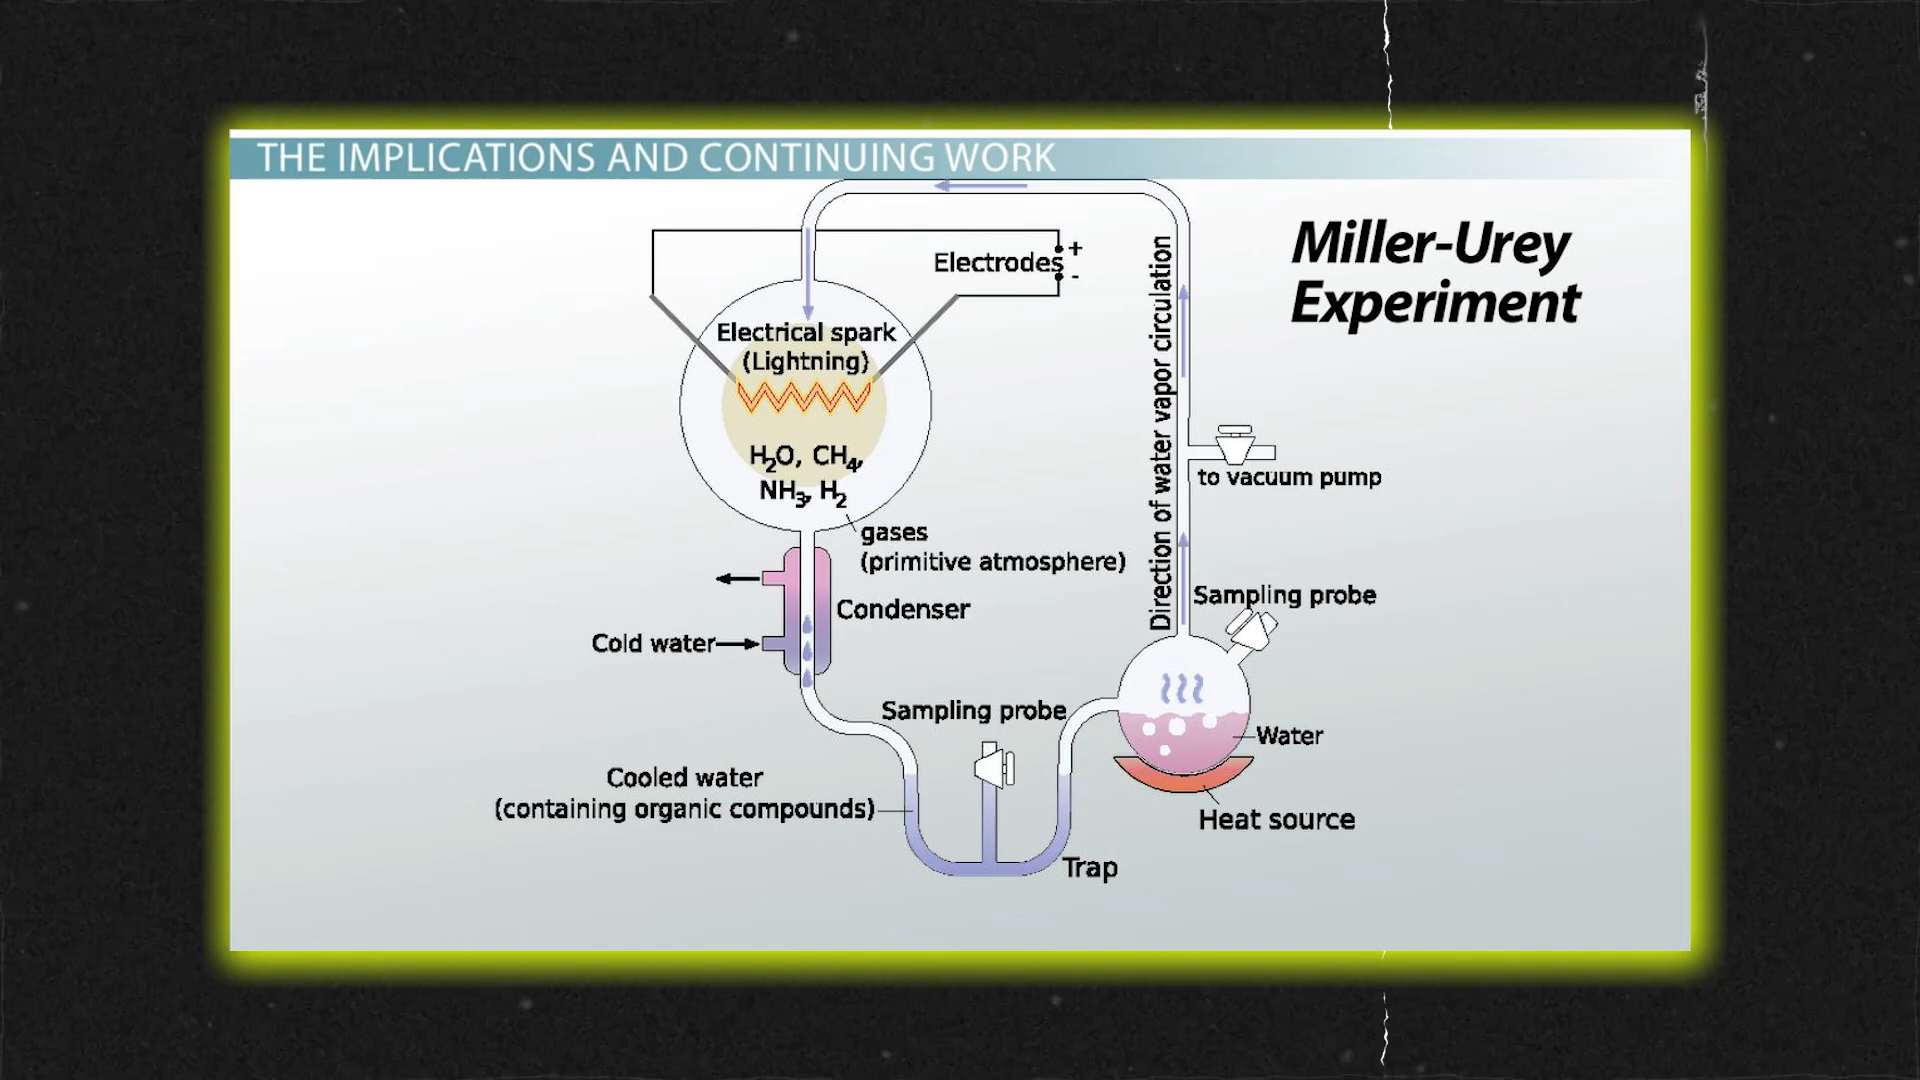 THE IMPLICATIONS AND CONTINUING WORK
Miller-Urey
Experiment
Electrodes
+
-
Electrical spark
(Lightning)
H₂O, CH₄,
NH₃, H₂
gases
(primitive atmosphere)
Direction of water vapor circulation
to vacuum pump
Condenser
Cold water
Sampling probe
Sampling probe
Water
Heat source
Cooled water
(containing organic compounds)
Trap